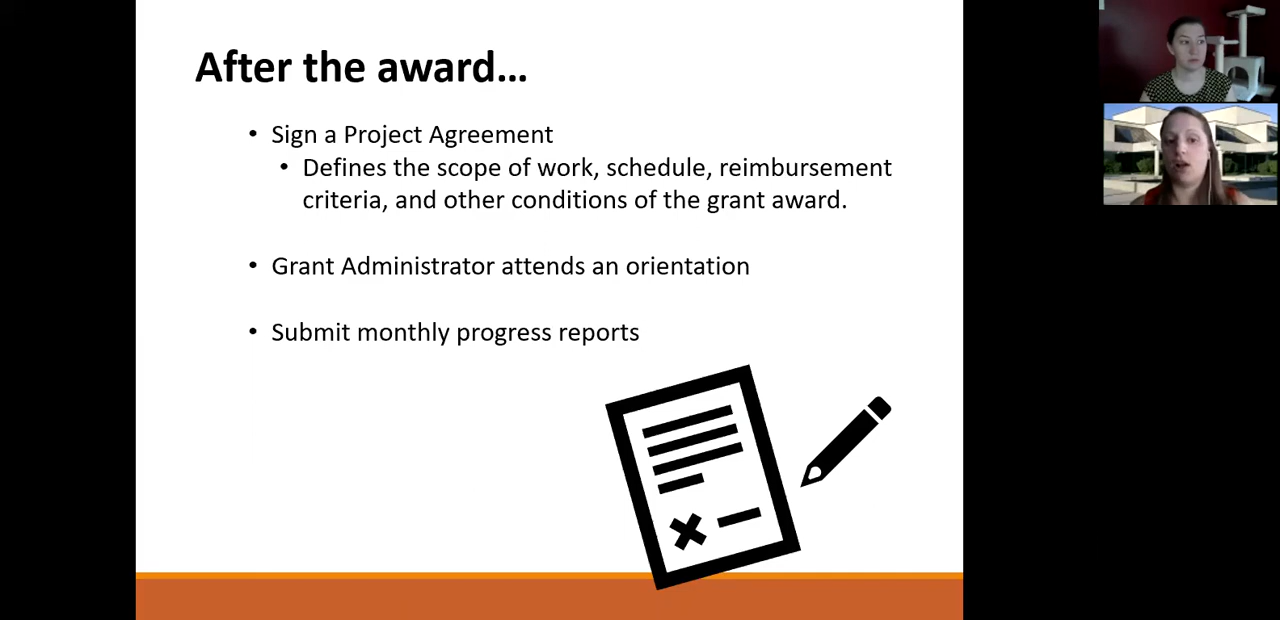 After the award...
• Sign a Project Agreement
• Defines the scope of work, schedule, reimbursement
criteria, and other conditions of the grant award.
• Grant Administrator attends an orientation
• Submit monthly progress reports